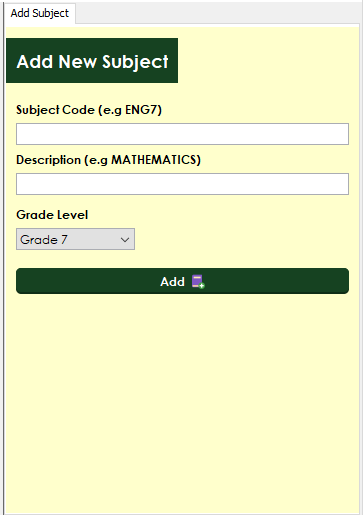 Add Subject
Add New Subject
Subject Code (e.g ENG7)
Description (e.g MATHEMATICS)
Grade Level
Grade 7
Add